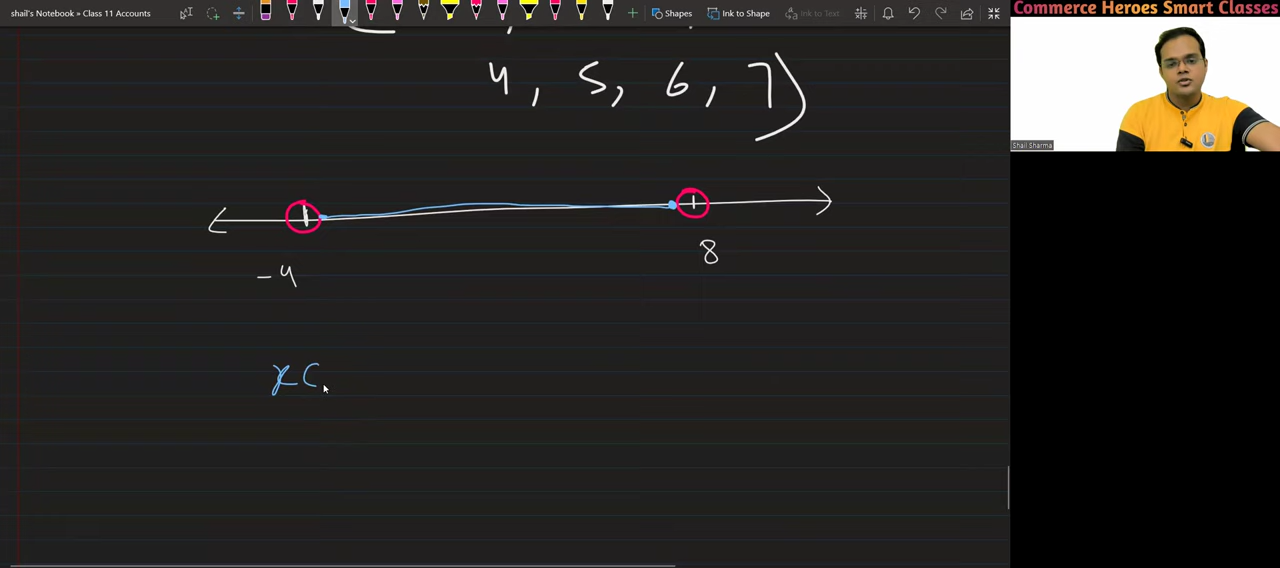 shail's Notebook » Class 11 Accounts
Shapes
Ink to Shape
Ink to Text
Commerce Heroes Smart Classes
4, 5, 6, 7)
-4
8
x
Shail Sharma